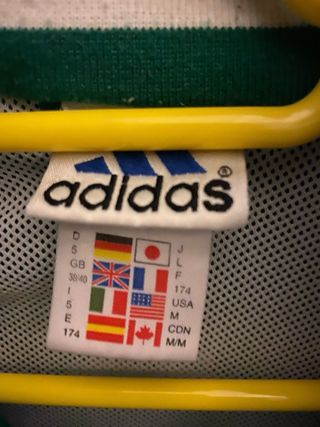 adidas®
D J
5 L
GB F
38/40 174
I USA
5 M
E CDN
174 M/M